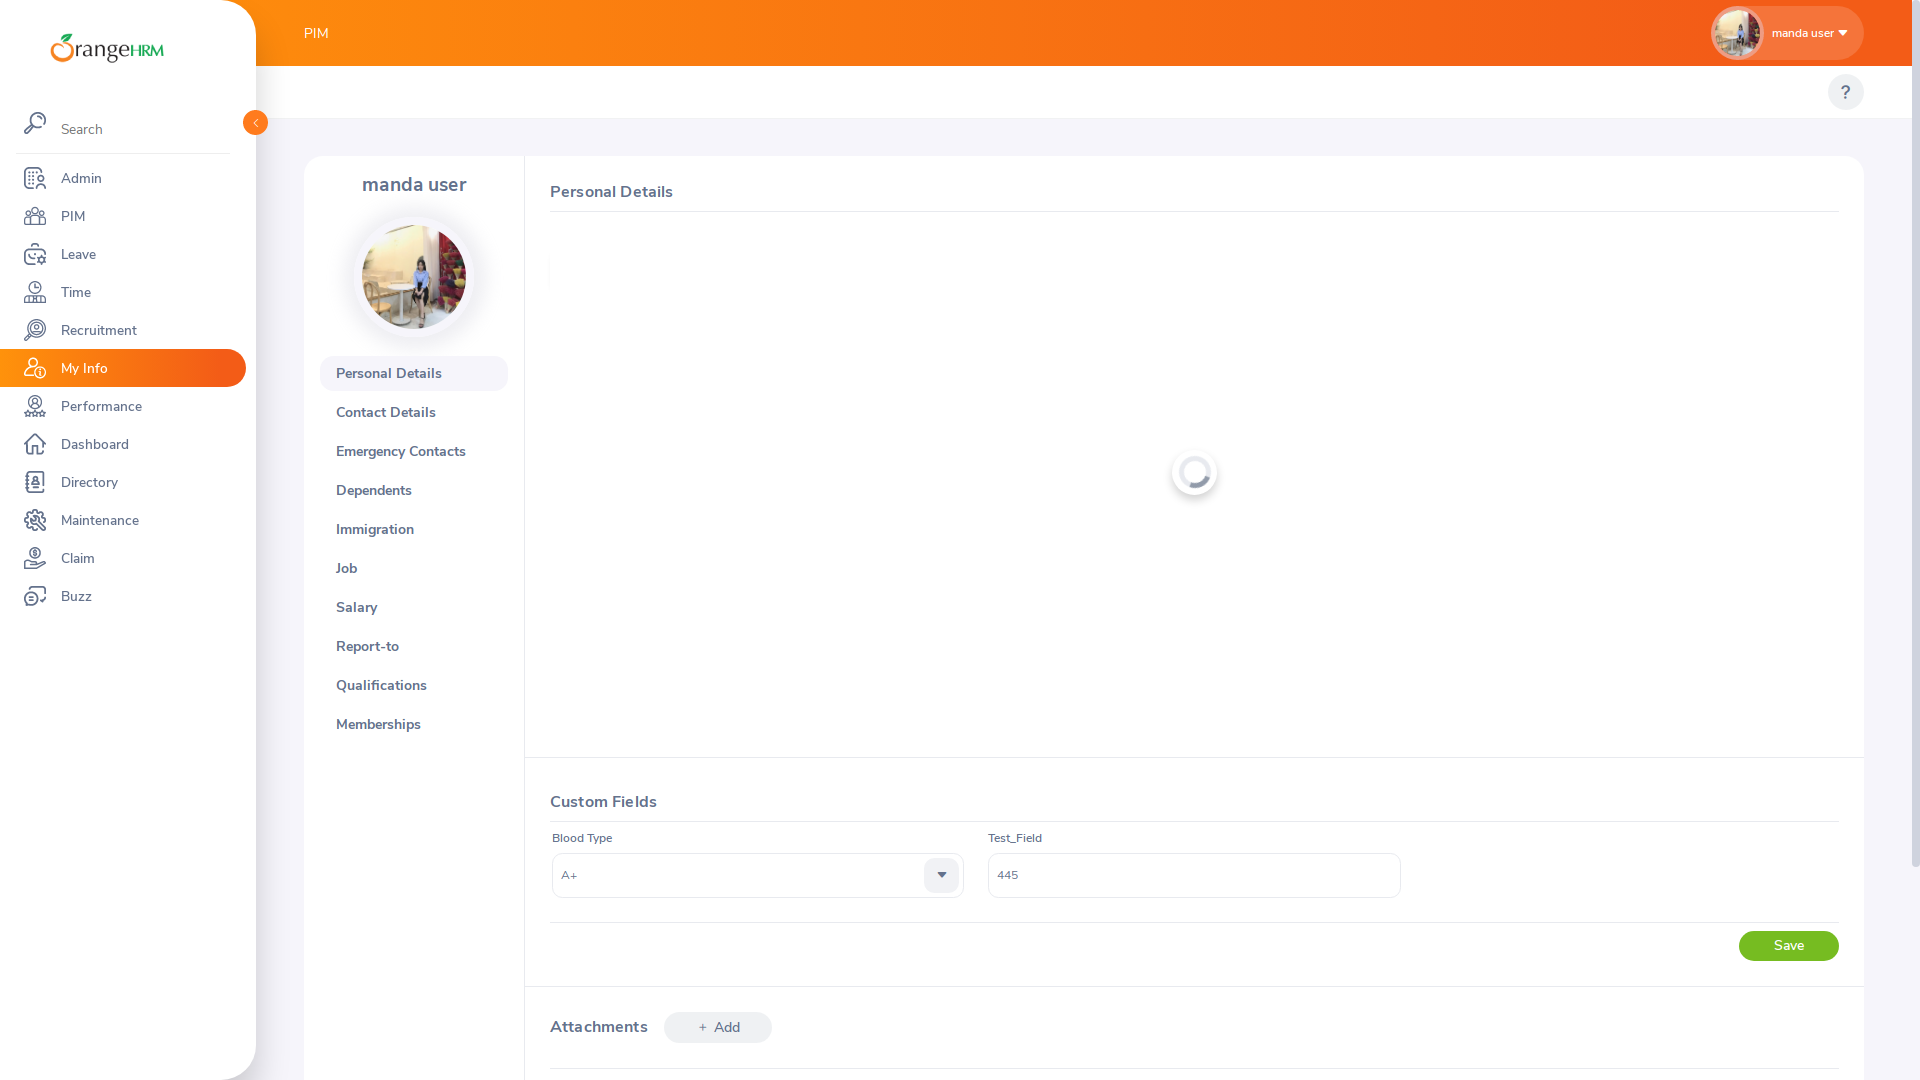 OrangeHRM
PIM
manda user
?
Search
Admin
PIM
Leave
Time
Recruitment
My Info
Performance
Dashboard
Directory
Maintenance
Claim
Buzz
manda user
Personal Details
Contact Details
Emergency Contacts
Dependents
Immigration
Job
Salary
Report-to
Qualifications
Memberships
Personal Details
Custom Fields
Blood Type
Test_Field
A+
445
Save
Attachments
+ Add